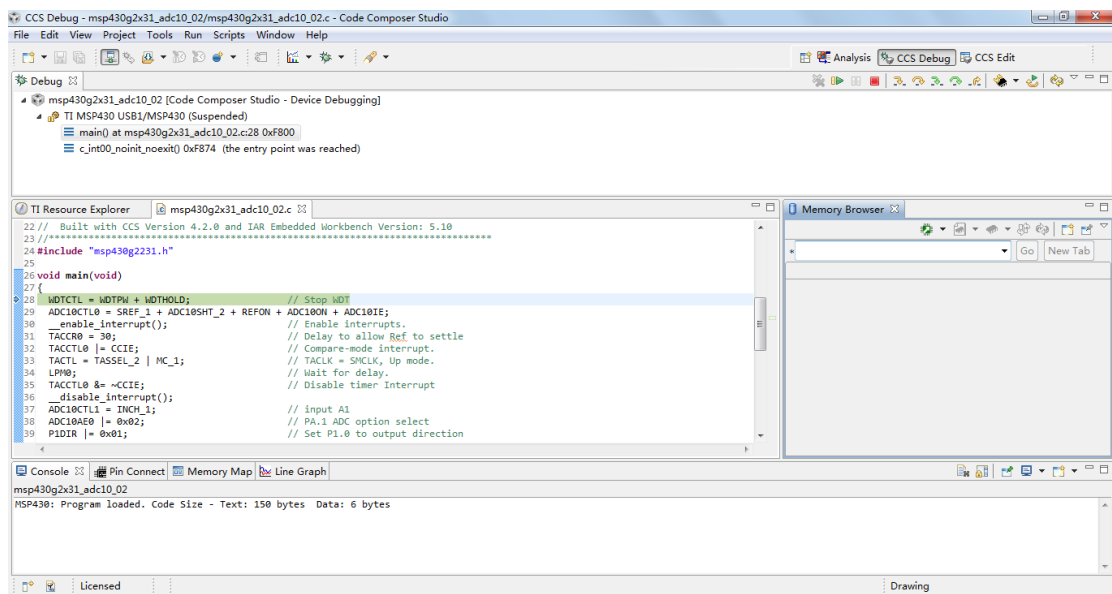 CCS Debug - msp430g2x31_adc10_02/msp430g2x31_adc10_02.c - Code Composer Studio
File Edit View Project Tools Run Scripts Window Help
Analysis CCS Debug CCS Edit
Debug
msp430g2x31_adc10_02 [Code Composer Studio - Device Debugging]
TI MSP430 USB1/MSP430 (Suspended)
main() at msp430g2x31_adc10_02.c:28 0xF800
c_int00_noinit_noexit() 0xF874 (the entry point was reached)
TI Resource Explorer msp430g2x31_adc10_02.c Memory Browser
Go New Tab
22 // Built with CCS Version 4.2.0 and IAR Embedded Workbench Version: 5.10
23 //******************************************************************************
24 #include "msp430g2231.h"
25
26 void main(void)
27 {
28 WDTCTL = WDTPW + WDTHOLD; // Stop WDT
29 ADC10CTL0 = SREF_1 + ADC10SHT_2 + REFON + ADC10ON + ADC10IE;
30 __enable_interrupt(); // Enable interrupts.
31 TACCR0 = 30; // Delay to allow Ref to settle
32 TACCTL0 |= CCIE; // Compare-mode interrupt.
33 TACTL = TASSEL_2 | MC_1; // TACLK = SMCLK, Up mode.
34 LPM0; // Wait for delay.
35 TACCTL0 &= ~CCIE; // Disable timer Interrupt
36 __disable_interrupt();
37 ADC10CTL1 = INCH_1; // input A1
38 ADC10AE0 |= 0x02; // PA.1 ADC option select
39 P1DIR |= 0x01; // Set P1.0 to output direction
Console Pin Connect Memory Map Line Graph
msp430g2x31_adc10_02
MSP430: Program loaded. Code Size - Text: 150 bytes Data: 6 bytes
Licensed Drawing